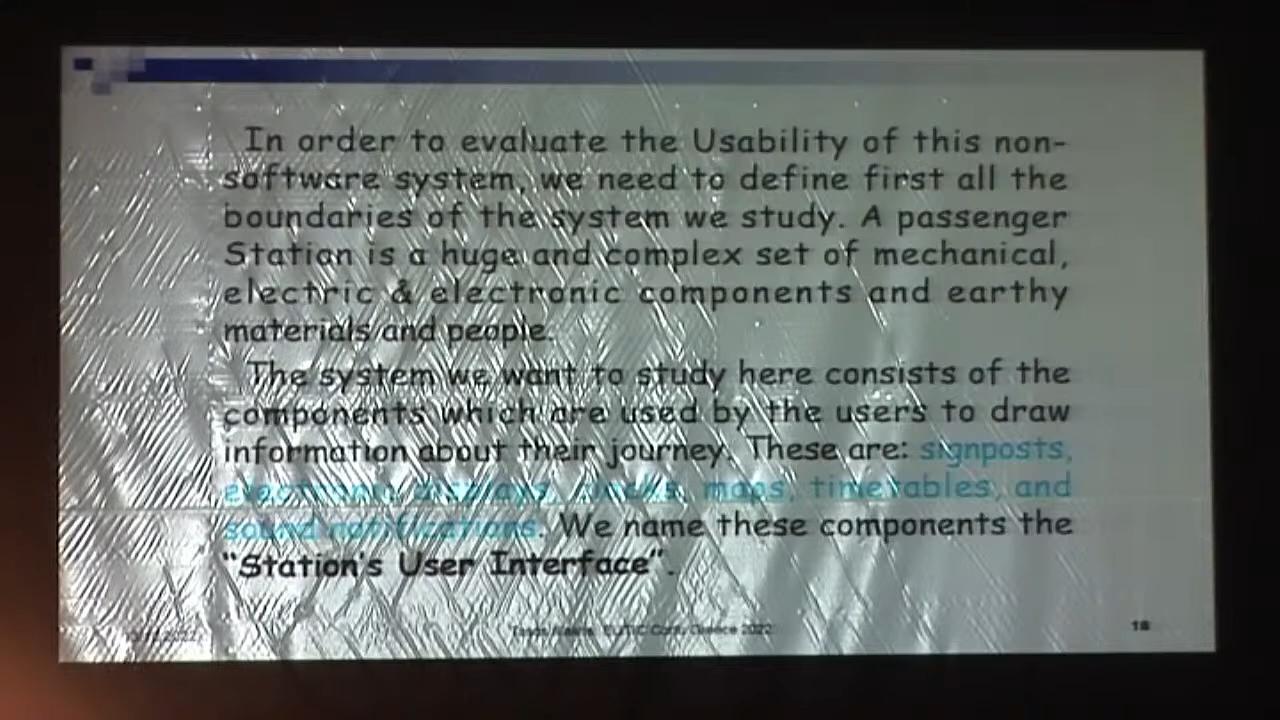 In order to evaluate the Usability of this non-
software system, we need to define first all the
boundaries of the system we study. A passenger
Station is a huge and complex set of mechanical,
electric & electronic components and earthy
materials and people.
The system we want to study here consists of the
components which are used by the users to draw
information about their journey. These are: signposts,
electronic displays, clocks, maps, timetables, and
sound notifications. We name these components the
"Station's User Interface".
Greece 2022
18